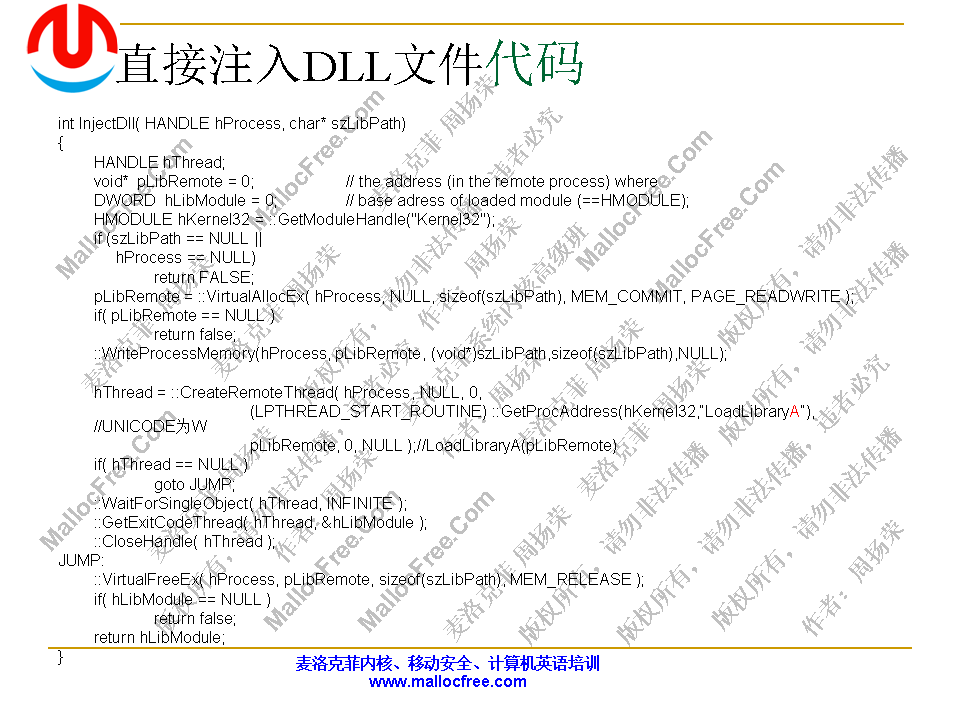 直接注入DLL文件代码
int InjectDll( HANDLE hProcess, char* szLibPath)
{
HANDLE hThread;
void* pLibRemote = 0; // the address (in the remote process) where
DWORD hLibModule = 0; // base adress of loaded module (==HMODULE);
HMODULE hKernel32 = ::GetModuleHandle("Kernel32");
if (szLibPath == NULL ||
hProcess == NULL)
return FALSE;
pLibRemote = ::VirtualAllocEx( hProcess, NULL, sizeof(szLibPath), MEM_COMMIT, PAGE_READWRITE );
if( pLibRemote == NULL )
return false;
::WriteProcessMemory(hProcess, pLibRemote, (void*)szLibPath,sizeof(szLibPath),NULL);
hThread = ::CreateRemoteThread( hProcess, NULL, 0,
(LPTHREAD_START_ROUTINE) ::GetProcAddress(hKernel32,"LoadLibraryA"),
//UNICODE为W
pLibRemote, 0, NULL );//LoadLibraryA(pLibRemote)
if( hThread == NULL )
goto JUMP;
::WaitForSingleObject( hThread, INFINITE );
::GetExitCodeThread( hThread, &hLibModule );
::CloseHandle( hThread );
JUMP:
::VirtualFreeEx( hProcess, pLibRemote, sizeof(szLibPath), MEM_RELEASE );
if( hLibModule == NULL )
return false;
return hLibModule;
}
麦洛克菲内核、移动安全、计算机英语培训
www.mallocfree.com